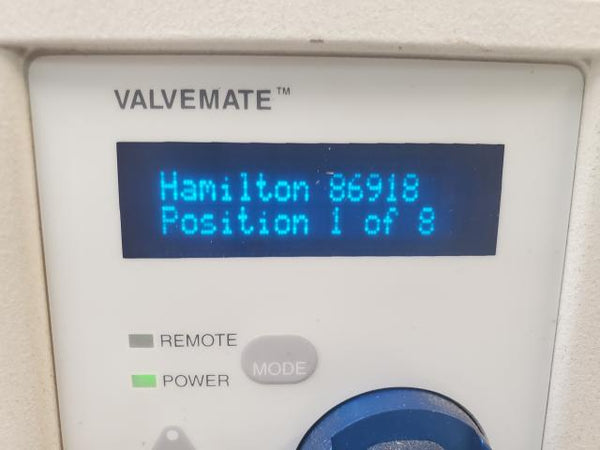 VALVEMATE™
Hamilton 86918
Position 1 of 8
REMOTE
MODE
POWER